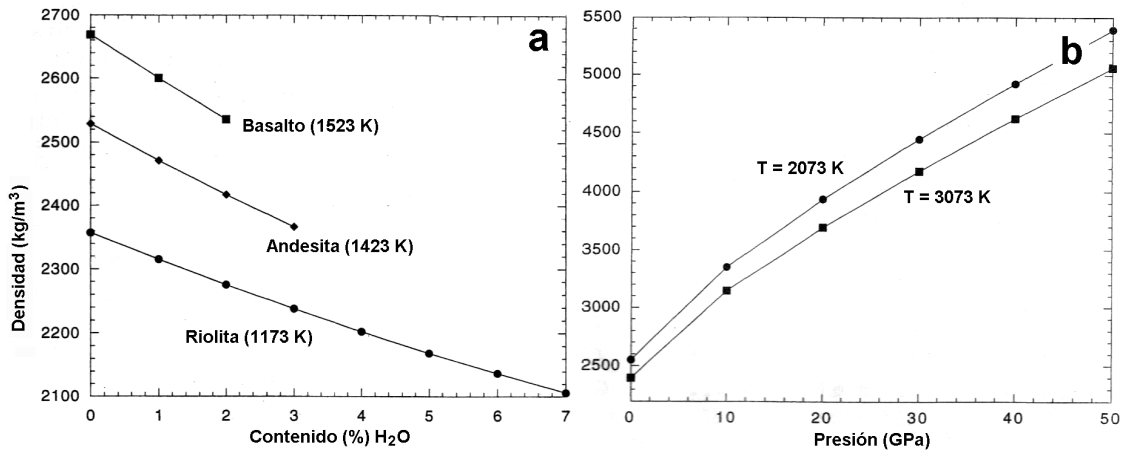 a
2700
2600
2500
2400
2300
2200
2100
Densidad (kg/m³)
Basalto (1523 K)
Andesita (1423 K)
Riolita (1173 K)
0 1 2 3 4 5 6 7
Contenido (%) H₂O
b
5500
5000
4500
4000
3500
3000
2500
T = 2073 K
T = 3073 K
0 10 20 30 40 50
Presión (GPa)